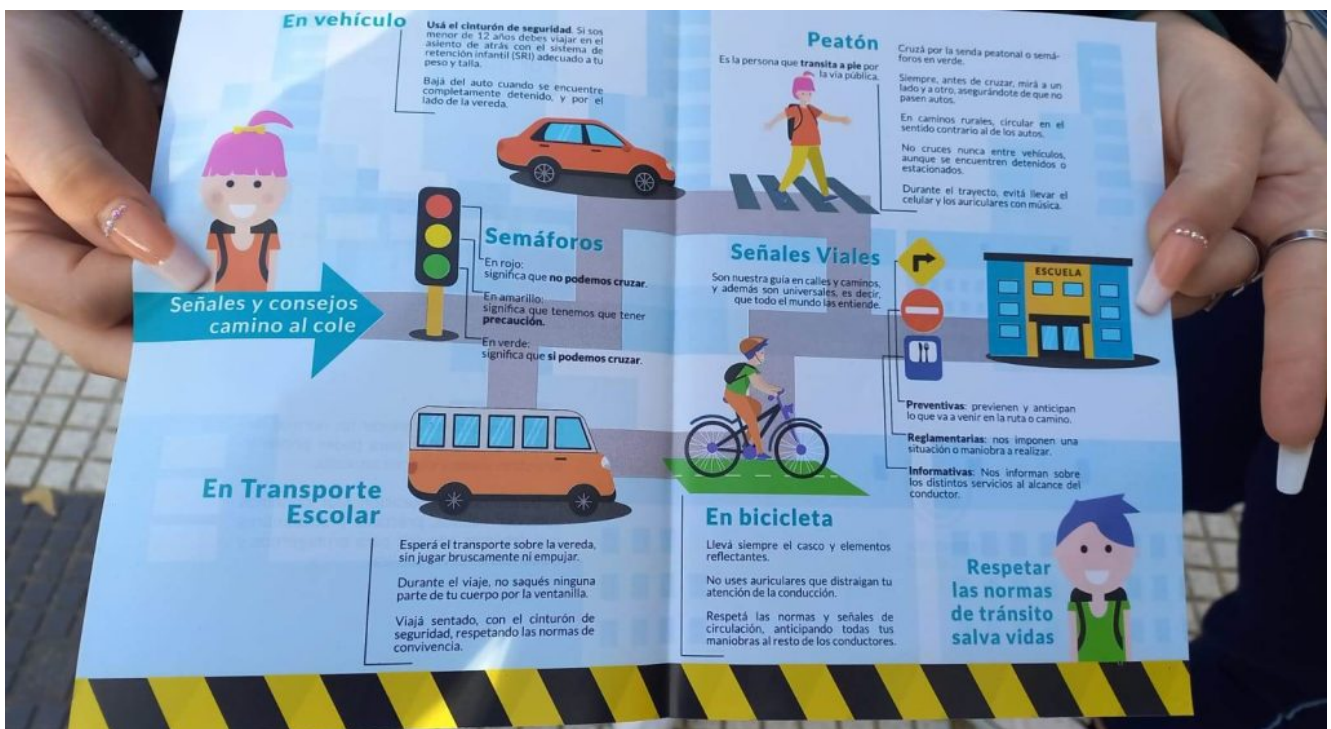 En vehículo
Usá el cinturón de seguridad. Si sos
menor de 12 años debes viajar en el
asiento de atrás con el sistema de
retención infantil (SRI) adecuado a tu
peso y talla.
Bajá del auto cuando se encuentre
completamente detenido, y por el
lado de la vereda.
Señales y consejos
camino al cole
Semáforos
En rojo:
significa que no podemos cruzar.
En amarillo:
significa que tenemos que tener
precaución.
En verde:
significa que si podemos cruzar.
En Transporte
Escolar
Esperá el transporte sobre la vereda,
sin jugar bruscamente ni empujar.
Durante el viaje, no saqués ninguna
parte de tu cuerpo por la ventanilla.
Viajá sentado, con el cinturón de
seguridad, respetando las normas de
convivencia.
Peatón
Es la persona que transita a pie por
la vía pública.
Cruzá por la senda peatonal o semá-
foros en verde.
Siempre, antes de cruzar, mirá a un
lado y a otro, asegurándote de que no
pasen autos.
En caminos rurales, circular en el
sentido contrario al de los autos.
No cruces nunca entre vehículos,
aunque se encuentren detenidos o
estacionados.
Durante el trayecto, evitá llevar el
celular y los auriculares con música.
Señales Viales
Son nuestra guía en calles y caminos,
y además son universales, es decir,
que todo el mundo las entiende.
ESCUELA
Preventivas: previenen y anticipan
lo que va a venir en la ruta o camino.
Reglamentarias: nos imponen una
situación o maniobra a realizar.
Informativas: Nos informan sobre
los distintos servicios al alcance del
conductor.
En bicicleta
Llevá siempre el casco y elementos
reflectantes.
No uses auriculares que distraigan tu
atención de la conducción.
Respetá las normas y señales de
circulación, anticipando todas tus
maniobras al resto de los conductores.
Respetar
las normas
de tránsito
salva vidas